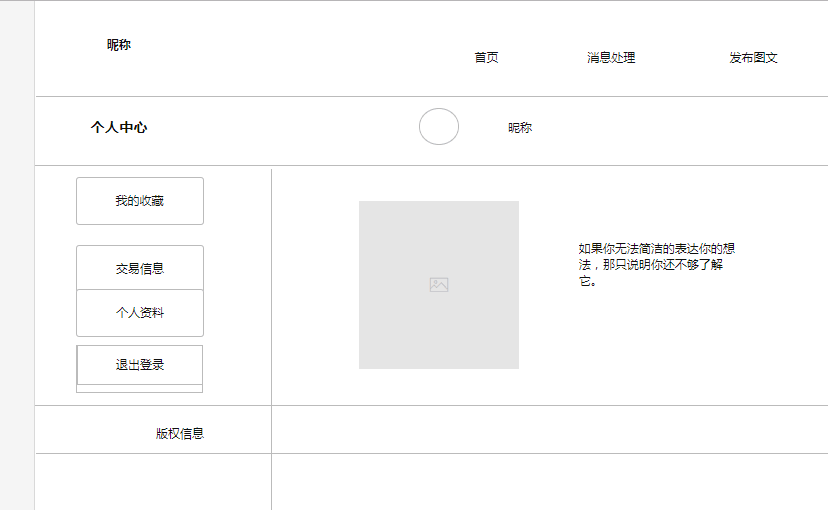 昵称
首页
消息处理
发布图文
个人中心
昵称
我的收藏
交易信息
个人资料
退出登录
如果你无法简洁的表达你的想
法，那只说明你还不够了解
它。
版权信息